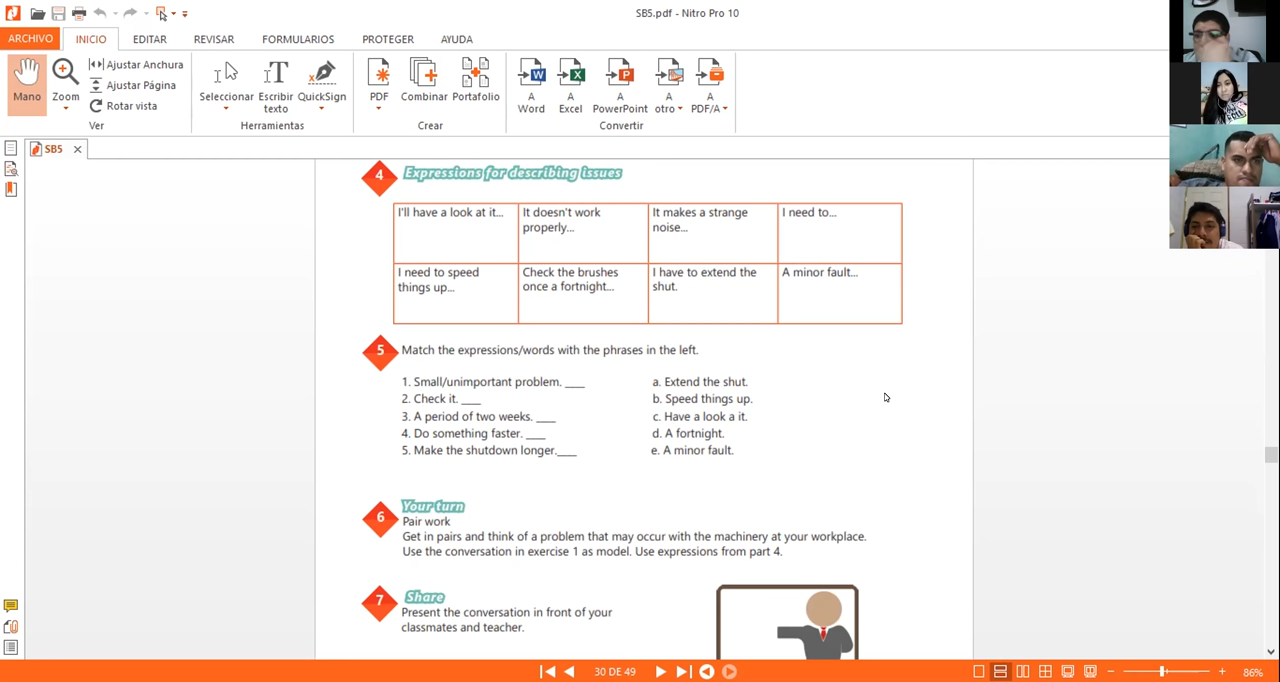 SB5.pdf - Nitro Pro 10
ARCHIVO INICIO EDITAR REVISAR FORMULARIOS PROTEGER AYUDA
Mano
Zoom
Ajustar Anchura
Ajustar Página
Rotar vista
Ver
Seleccionar
Escribir texto
QuickSign
Herramientas
PDF
Combinar
Portafolio
Crear
A Word
A Excel
A PowerPoint
A otro
A PDF/A
Convertir
SB5
4 Expressions for describing issues
I'll have a look at it...
It doesn't work
properly...
It makes a strange
noise...
I need to...
I need to speed
things up...
Check the brushes
once a fortnight...
I have to extend the
shut.
A minor fault...
5 Match the expressions/words with the phrases in the left.
1. Small/unimportant problem. ____
2. Check it. ____
3. A period of two weeks. ____
4. Do something faster. ____
5. Make the shutdown longer.____
a. Extend the shut.
b. Speed things up.
c. Have a look a it.
d. A fortnight.
e. A minor fault.
6 Your turn
Pair work
Get in pairs and think of a problem that may occur with the machinery at your workplace.
Use the conversation in exercise 1 as model. Use expressions from part 4.
7 Share
Present the conversation in front of your
classmates and teacher.
30 DE 49
86%